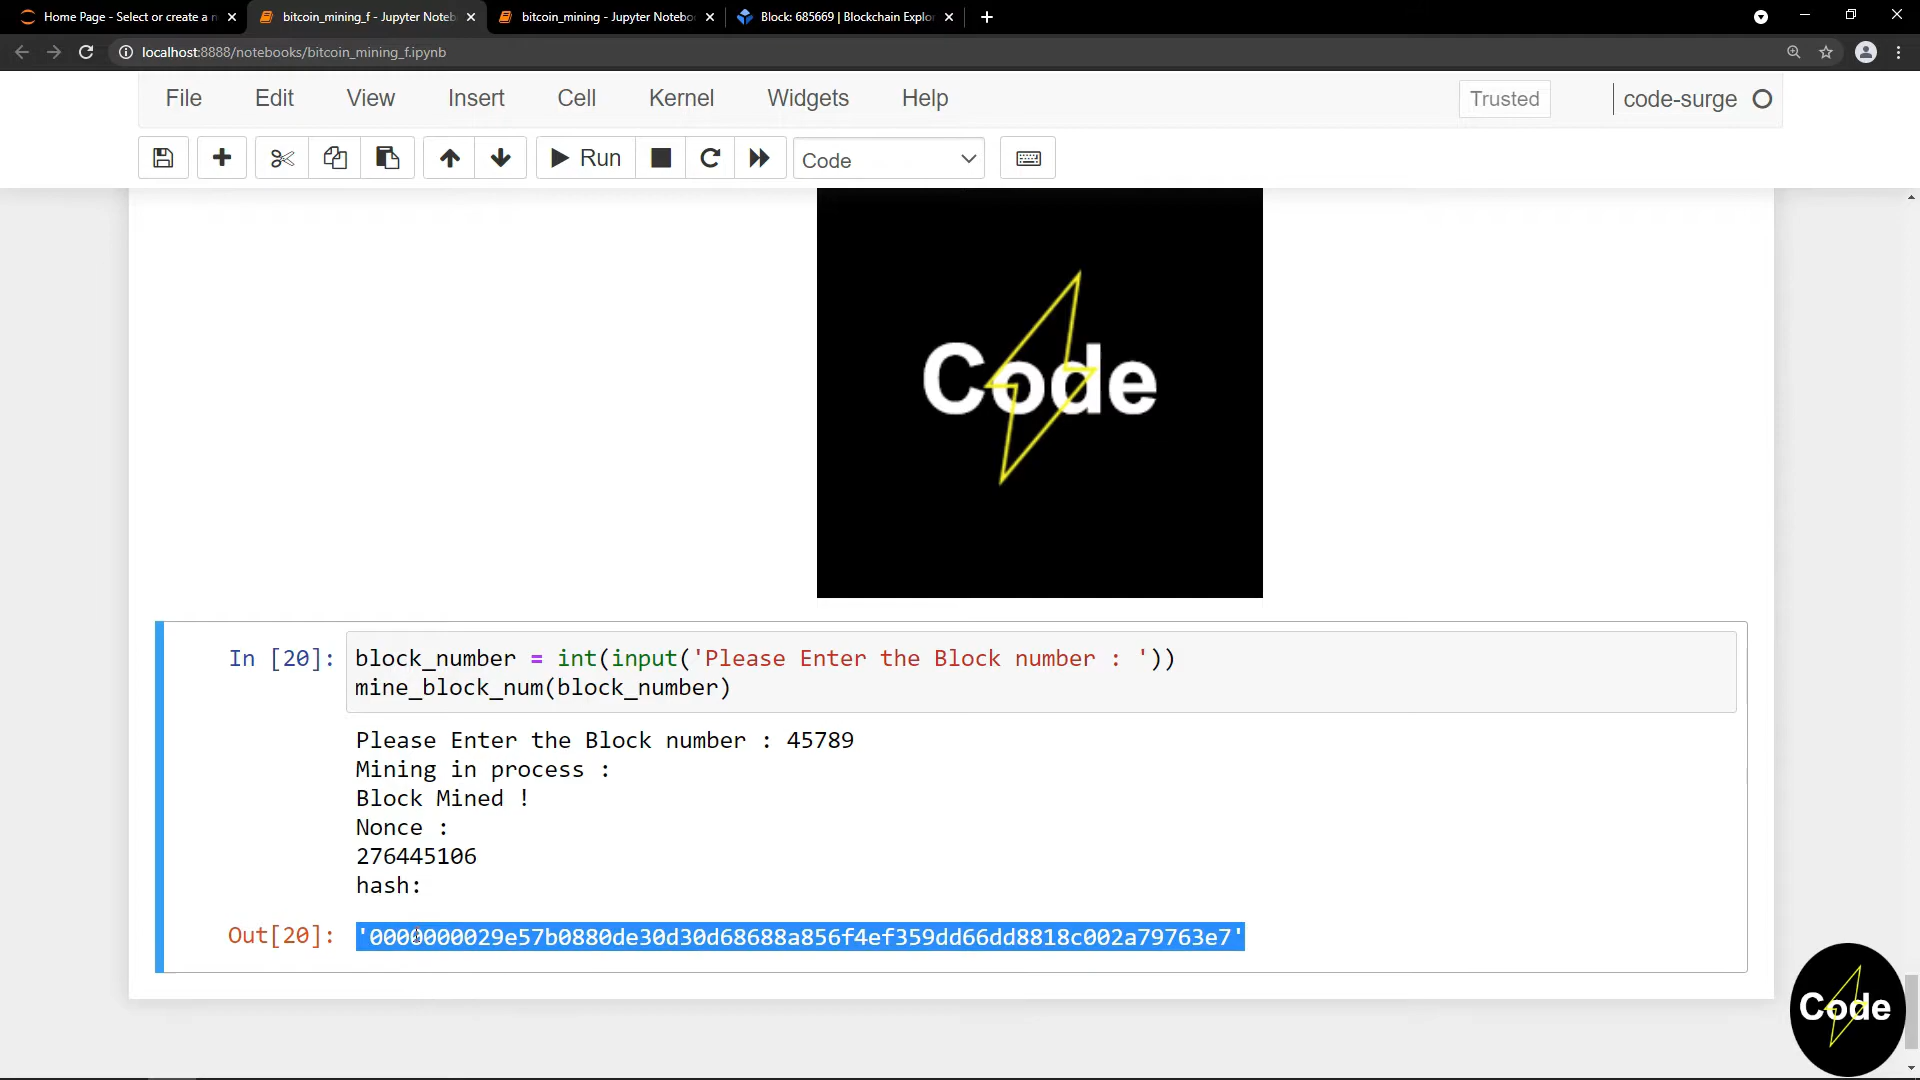 Home Page - Select or create a n
bitcoin_mining_f - Jupyter Noteb
bitcoin_mining - Jupyter Notebo
Block: 685669 | Blockchain Explor
localhost:8888/notebooks/bitcoin_mining_f.ipynb
File Edit View Insert Cell Kernel Widgets Help
Trusted
code-surge
Run
Code
Code
In [20]:
block_number = int(input('Please Enter the Block number : '))
mine_block_num(block_number)
Please Enter the Block number : 45789
Mining in process :
Block Mined !
Nonce :
276445106
hash:
Out[20]:
'0000000029e57b0880de30d30d68688a856f4ef359dd66dd8818c002a79763e7'
Code